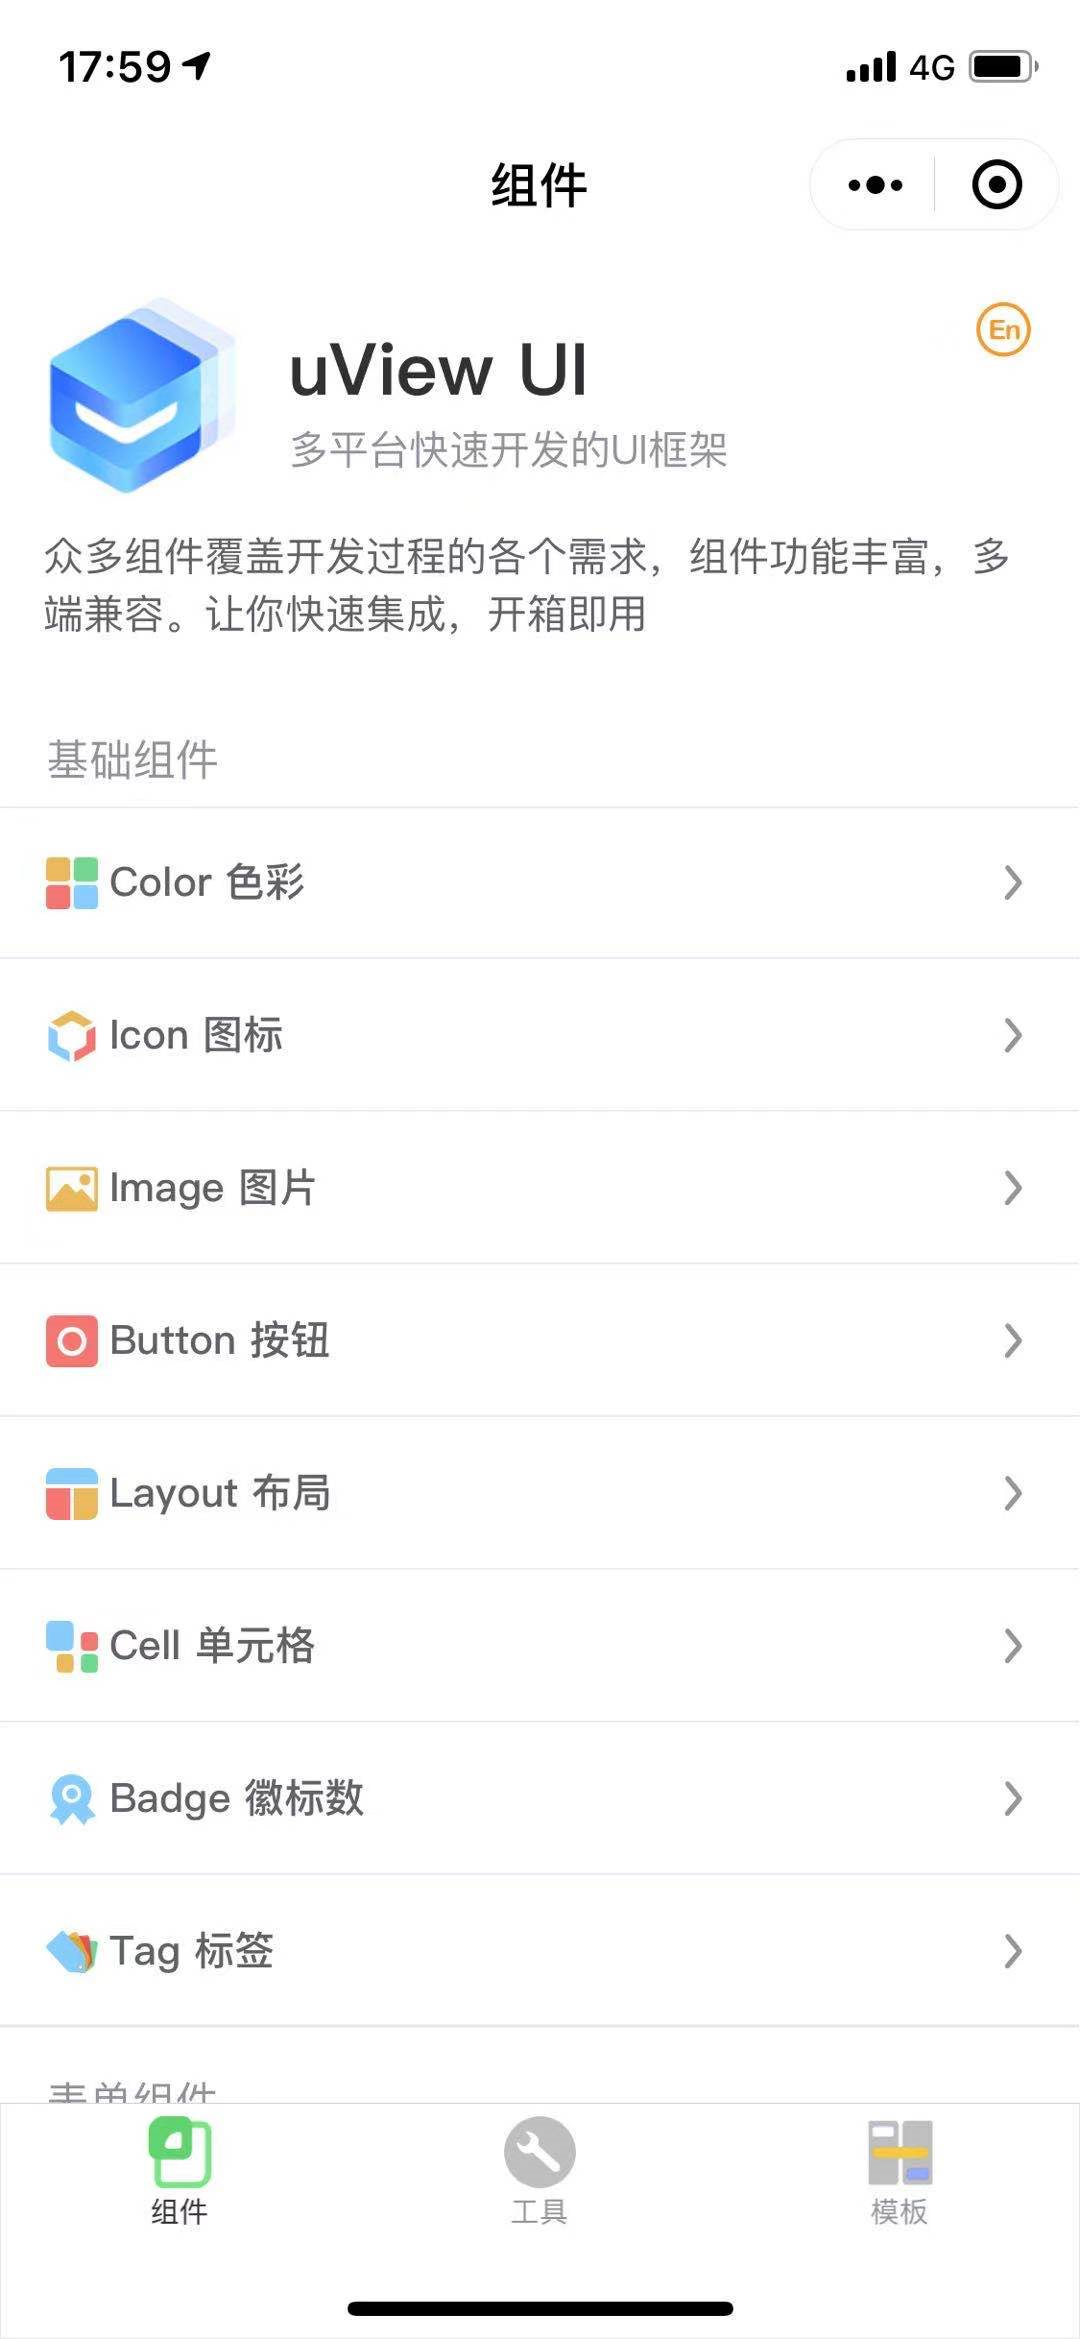 17:59
4G
组件
En
uView UI
多平台快速开发的UI框架
众多组件覆盖开发过程的各个需求，组件功能丰富，多
端兼容。让你快速集成，开箱即用
基础组件
Color 色彩
Icon 图标
Image 图片
Button 按钮
Layout 布局
Cell 单元格
Badge 徽标数
Tag 标签
表单组件
组件
工具
模板